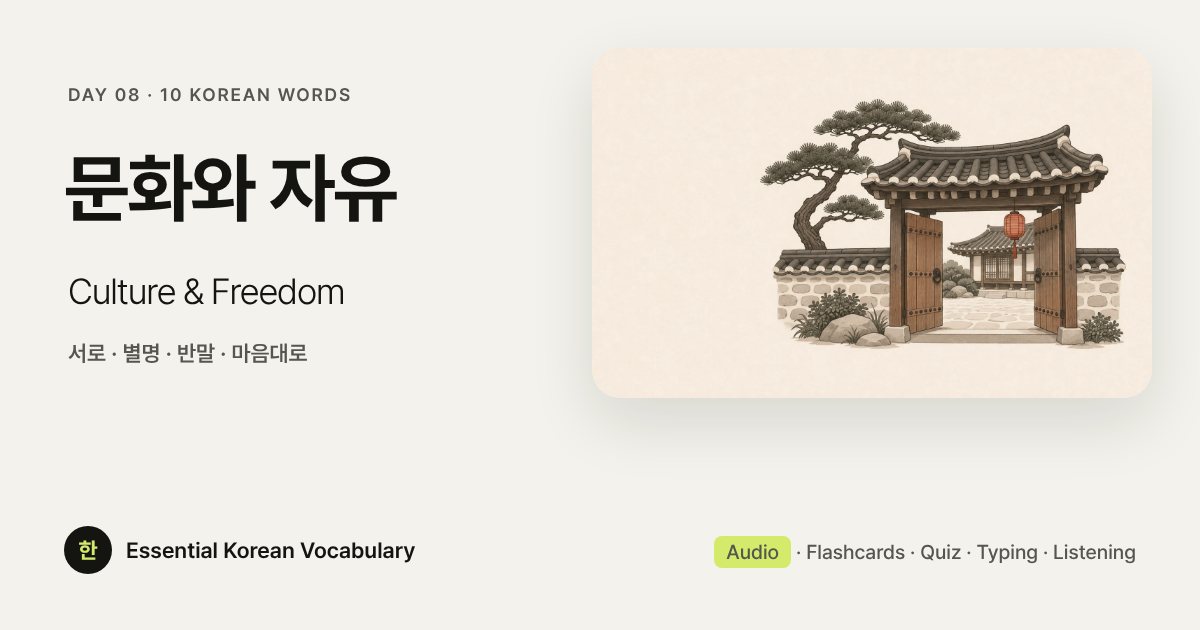 DAY 08 · 10 KOREAN WORDS
문화와 자유
Culture & Freedom
서로 · 별명 · 반말 · 마음대로
한 Essential Korean Vocabulary
Audio · Flashcards · Quiz · Typing · Listening